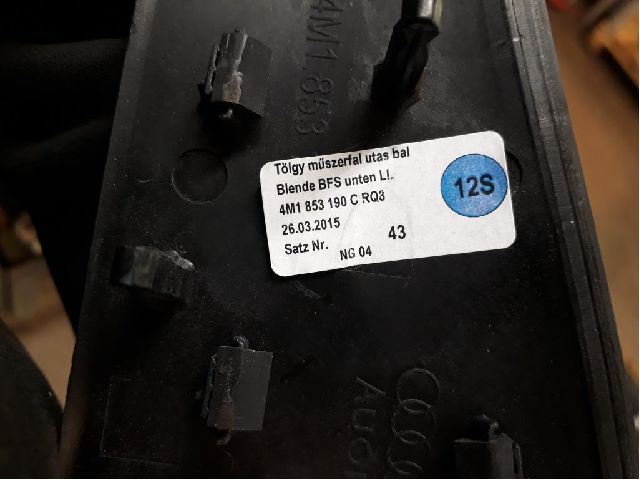 4M1.853
Tölgy műszerfal utas bal
Blende BFS unten LI.
4M1 853 190 C RQ3
26.03.2015
Satz Nr.
43
NG 04
12S
Audi